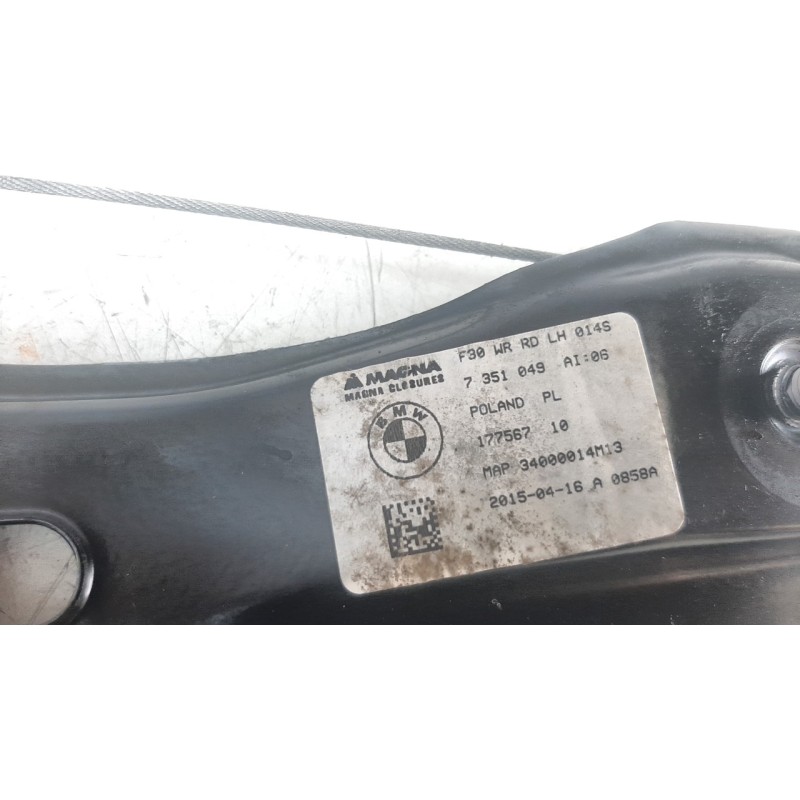 MAGNA
MAGNA CLOSURES
F30 WR RD LH 014S
7 351 049 AI:06
BMW
POLAND PL
177567 10
MAP 34000014M13
2015-04-16 A 0858A